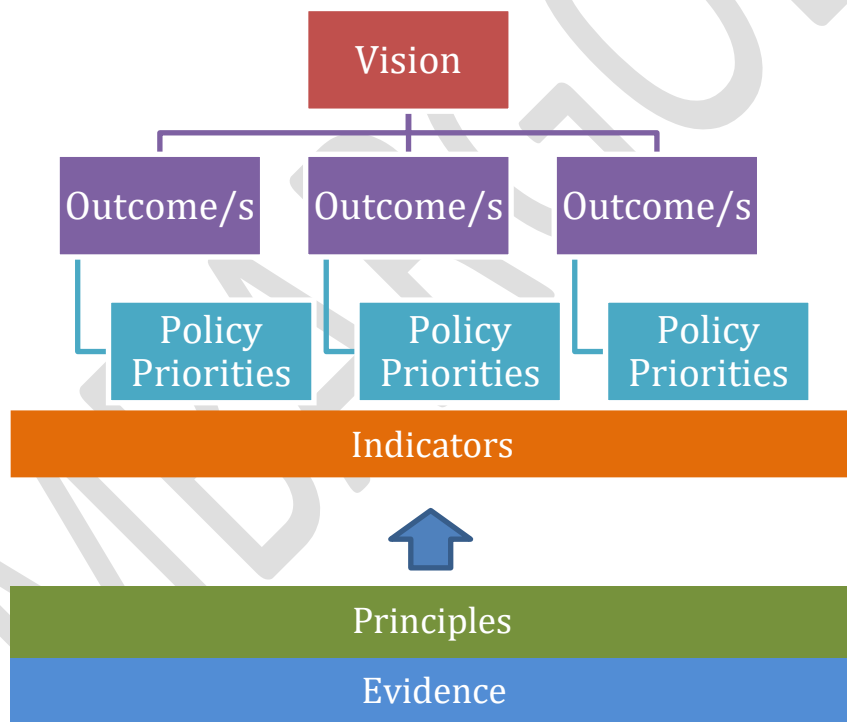 Vision
Outcome/s
Outcome/s
Outcome/s
Policy
Priorities
Policy
Priorities
Policy
Priorities
Indicators
Principles
Evidence